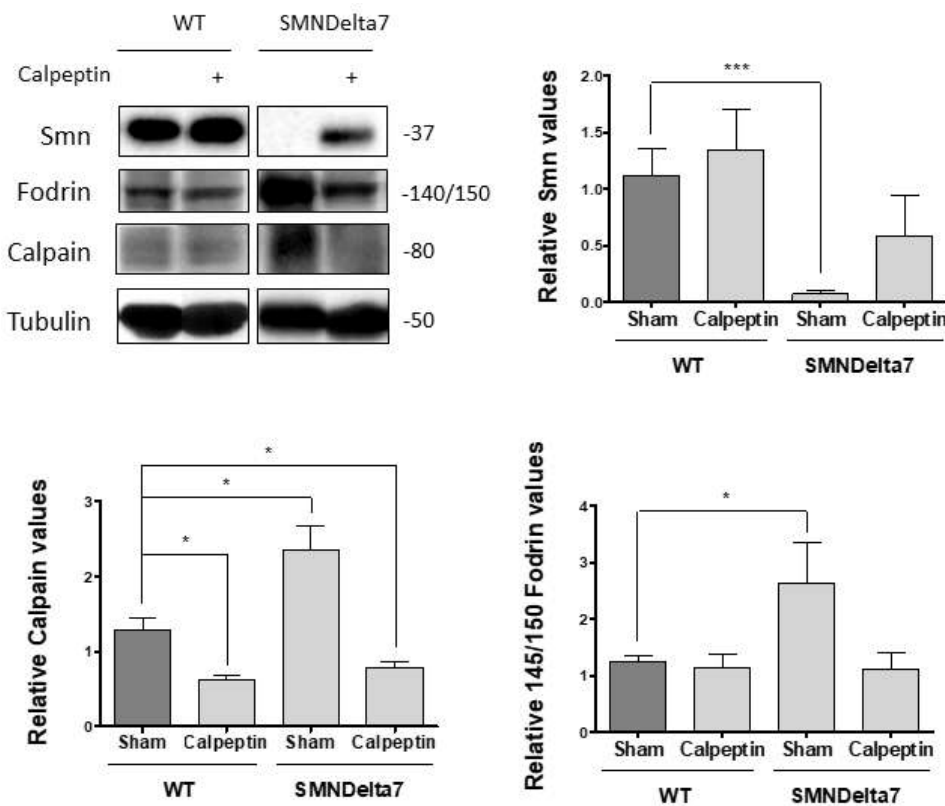 WT SMNDelta7
Calpeptin + +
Smn -37
Fodrin -140/150
Calpain -80
Tubulin -50
Relative Smn values
2.0
1.5
1.0
0.5
0.0
***
Sham Calpeptin Sham Calpeptin
WT SMNDelta7
Relative Calpain values
3
2
1
0
*
*
*
Sham Calpeptin Sham Calpeptin
WT SMNDelta7
Relative 145/150 Fodrin values
4
3
2
1
0
*
Sham Calpeptin Sham Calpeptin
WT SMNDelta7